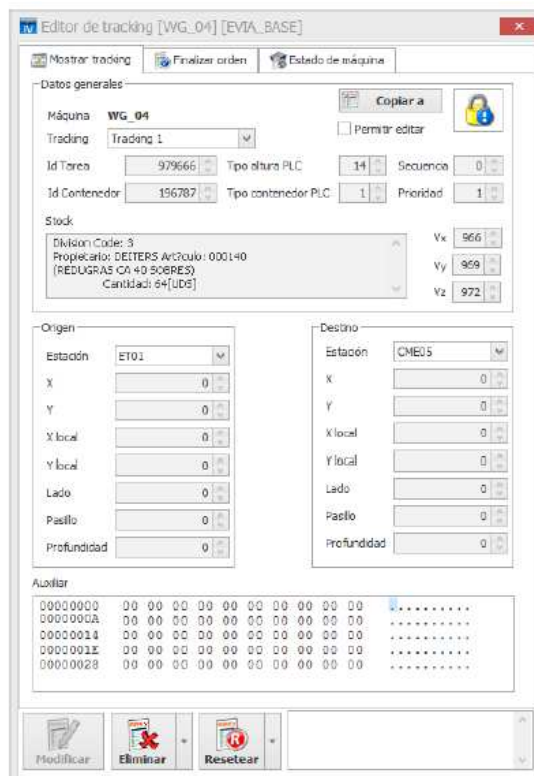 Editor de tracking [WG_04] [EVIA_BASE]
Mostrar tracking Finalizar orden Estado de máquina
Datos generales
Copiar a
Máquina WG_04
Permitir editar
Tracking Tracking 1
Id Tarea 979666 Tipo altura PLC 14 Secuencia 0
Id Contenedor 196787 Tipo contenedor PLC 1 Prioridad 1
Stock
Division Code: 3
Propietario: DEITERS Art?culo: 000140
(REDUGRAS CA 40 SOBRES)
Cantidad: 64[UDS]
Vx 966
Vy 959
Vz 972
Origen
Estación ET01
X 0
Y 0
X local 0
Y local 0
Lado 0
Pasillo 0
Profundidad 0
Destino
Estación CME05
X 0
Y 0
X local 0
Y local 0
Lado 0
Pasillo 0
Profundidad 0
Auxiliar
00000000 00 00 00 00 00 00 00 00 00 00 ..........
0000000A 00 00 00 00 00 00 00 00 00 00 ..........
00000014 00 00 00 00 00 00 00 00 00 00 ..........
0000001E 00 00 00 00 00 00 00 00 00 00 ..........
00000028 00 00 00 00 00 00 00 00 00 00 ..........
Modificar Eliminar Resetear